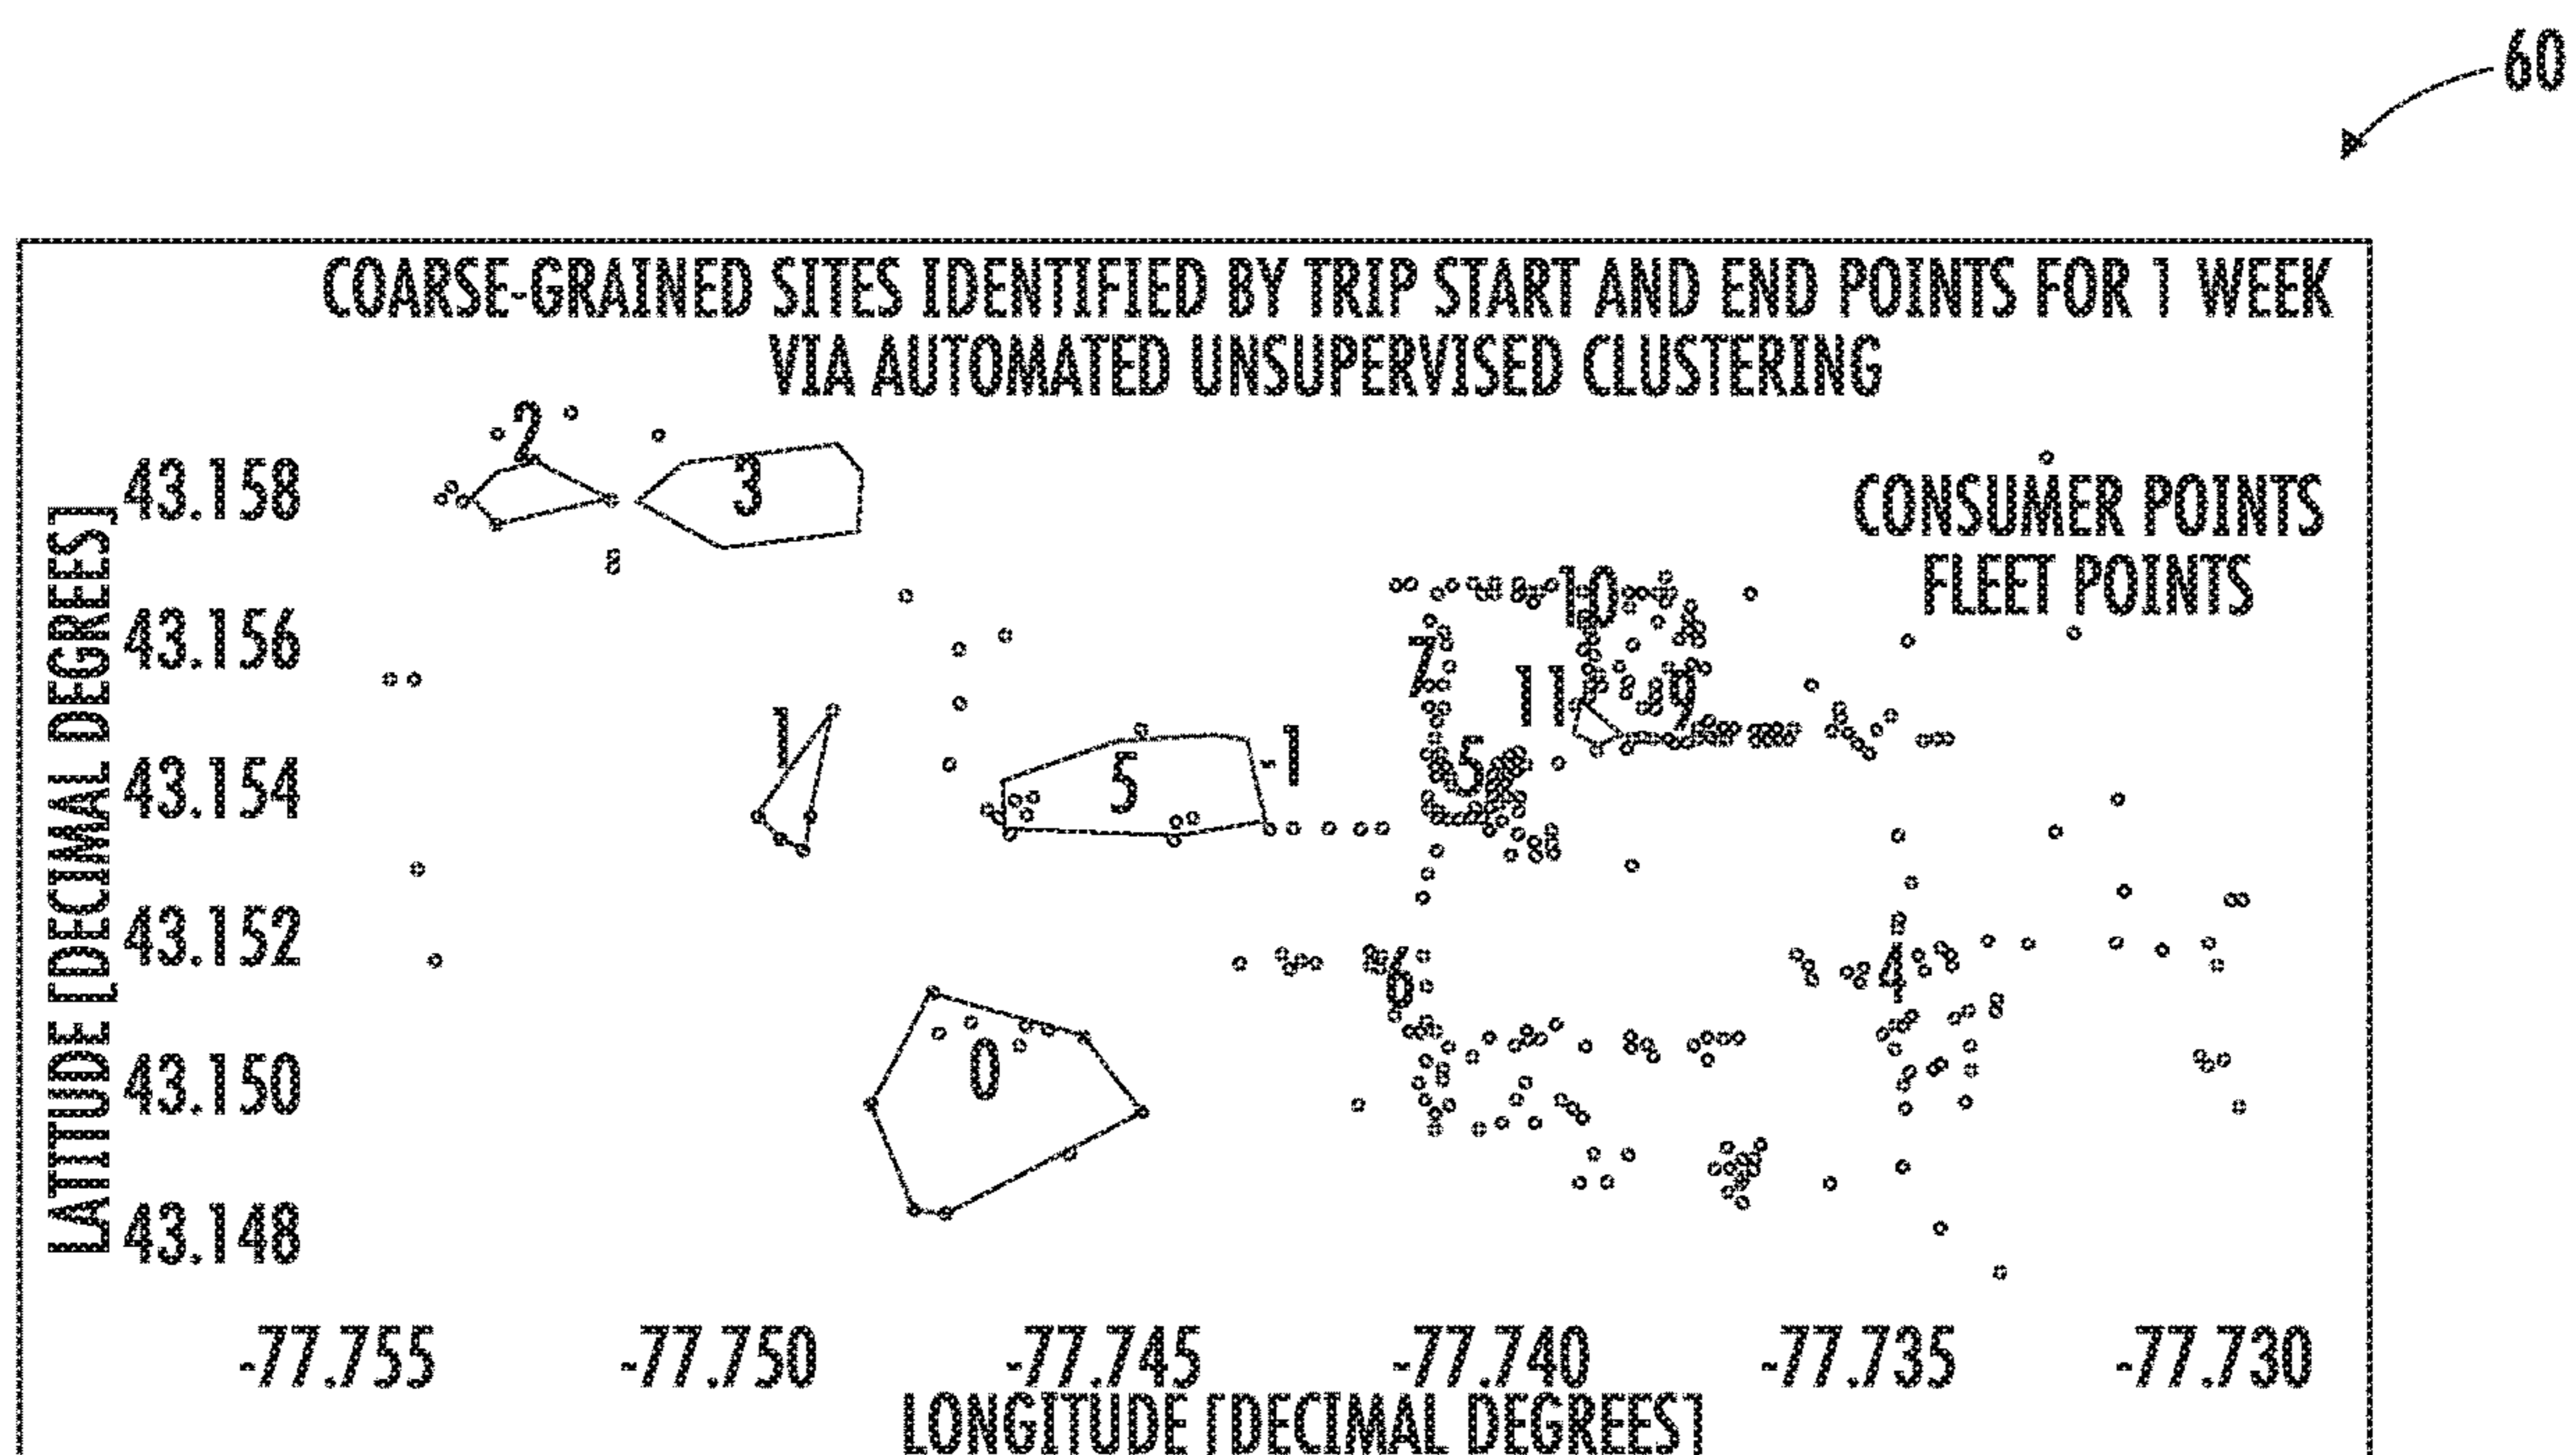 60
COARSE-GRAINED SITES IDENTIFIED BY TRIP START AND END POINTS FOR 1 WEEK
VIA AUTOMATED UNSUPERVISED CLUSTERING
LATITUDE [DECIMAL DEGREES]
43.158
43.156
43.154
43.152
43.150
43.148
CONSUMER POINTS
FLEET POINTS
2
3
10
7
11
9
1
5
-1
5
6
4
0
-77.755 -77.750 -77.745 -77.740 -77.735 -77.730
LONGITUDE [DECIMAL DEGREES]